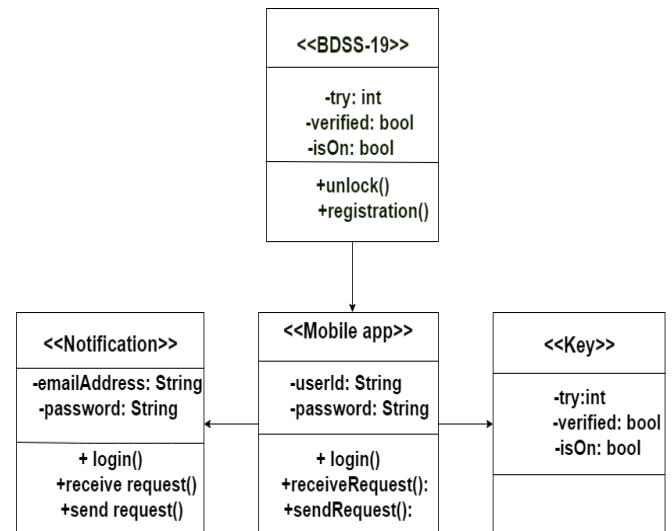 <<BDSS-19>>
-try: int
-verified: bool
-isOn: bool
+unlock()
+registration()
<<Notification>>
-emailAddress: String
-password: String
+ login()
+receive request()
+send request()
<<Mobile app>>
-userId: String
-password: String
+ login()
+receiveRequest():
+sendRequest():
<<Key>>
-try:int
-verified: bool
-isOn: bool